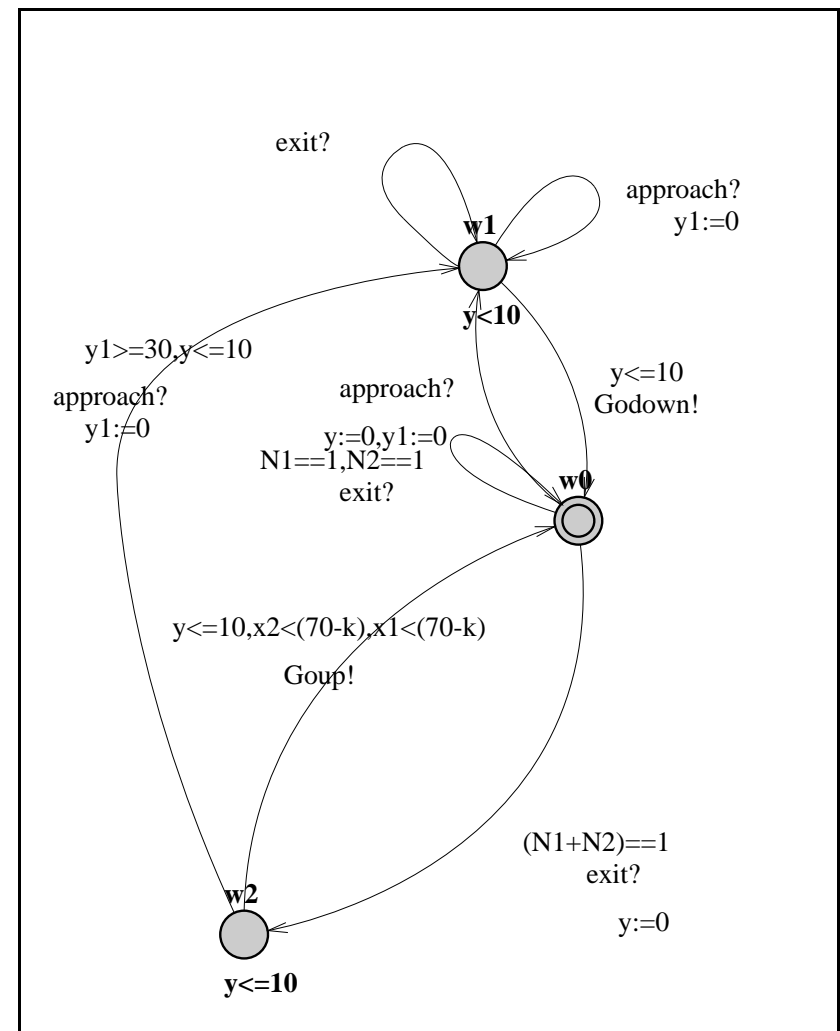 exit?
approach?
y1:=0
w1
y<10
y1>=30,y<=10
approach?
y1:=0
y<=10
Godown!
approach?
y:=0,y1:=0
N1==1,N2==1
exit?
w0
y<=10,x2<(70-k),x1<(70-k)
Goup!
(N1+N2)==1
exit?
y:=0
w2
y<=10